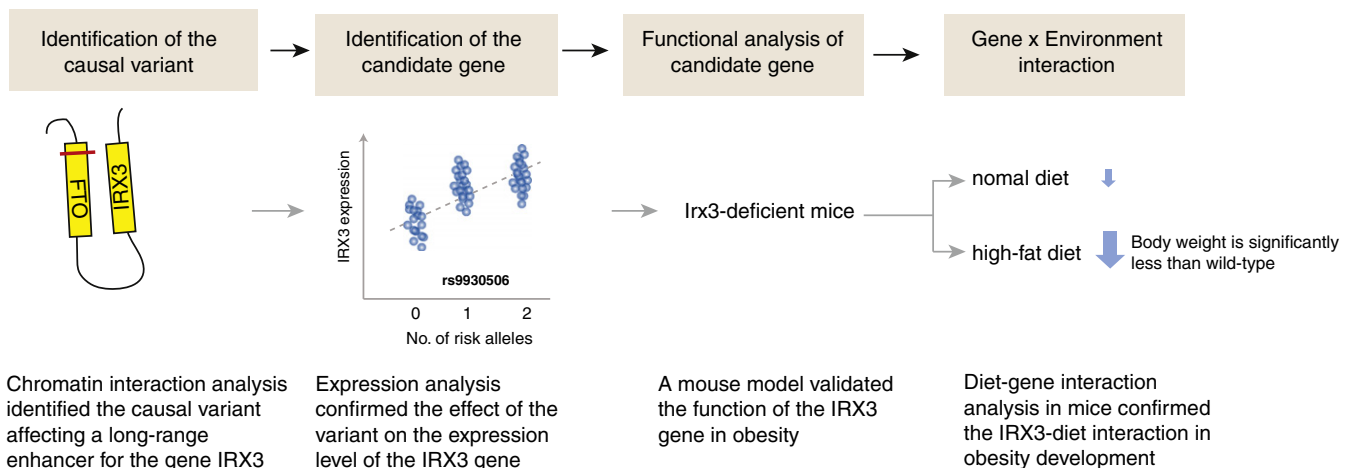 Identification of the
causal variant
Identification of the
candidate gene
Functional analysis of
candidate gene
Gene x Environment
interaction
FTO
IRX3
IRX3 expression
rs9930506
0 1 2
No. of risk alleles
Irx3-deficient mice
nomal diet
high-fat diet
Body weight is significantly
less than wild-type
Chromatin interaction analysis
identified the causal variant
affecting a long-range
enhancer for the gene IRX3
Expression analysis
confirmed the effect of the
variant on the expression
level of the IRX3 gene
A mouse model validated
the function of the IRX3
gene in obesity
Diet-gene interaction
analysis in mice confirmed
the IRX3-diet interaction in
obesity development